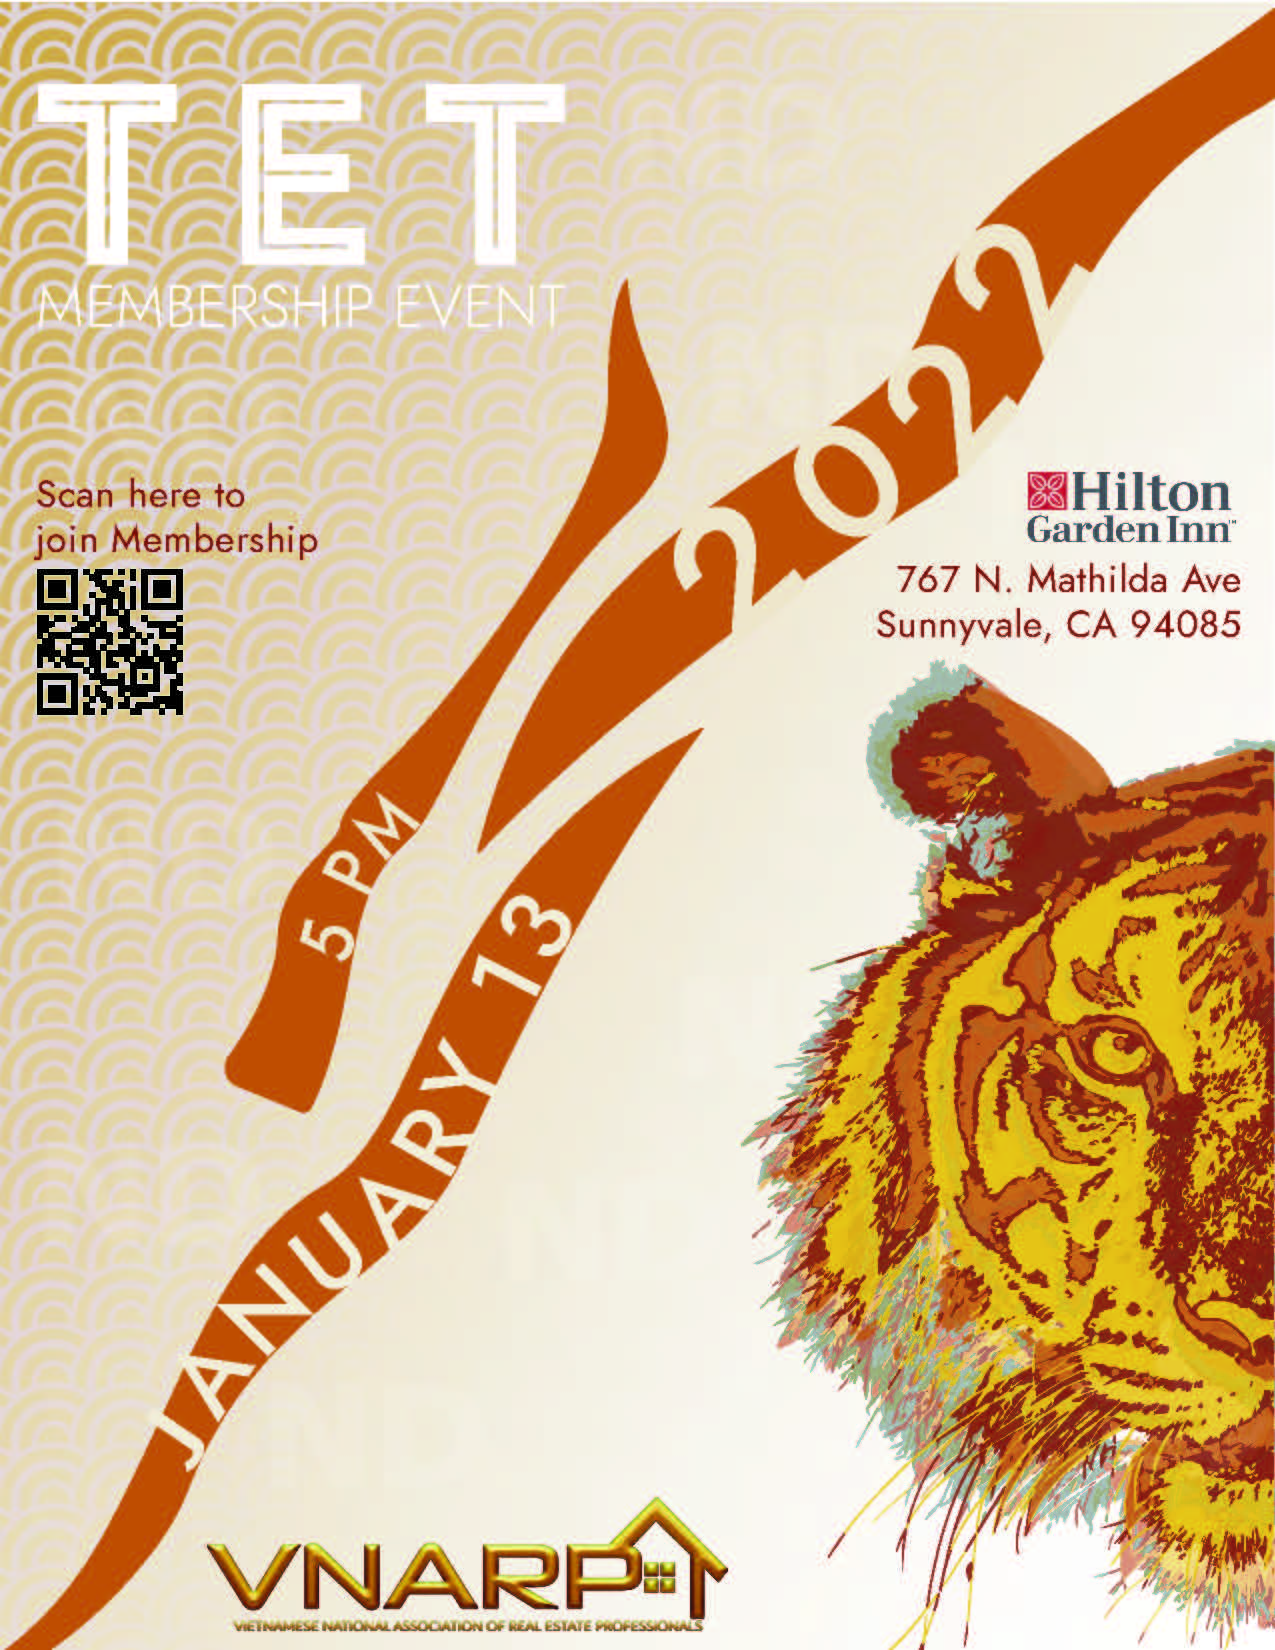 TET
MEMBERSHIP EVENT
Scan here to
join Membership
Hilton
Garden Inn™
767 N. Mathilda Ave
Sunnyvale, CA 94085
5 PM
JANUARY 13
2022
VNARP
VIETNAMESE NATIONAL ASSOCIATION OF REAL ESTATE PROFESSIONALS